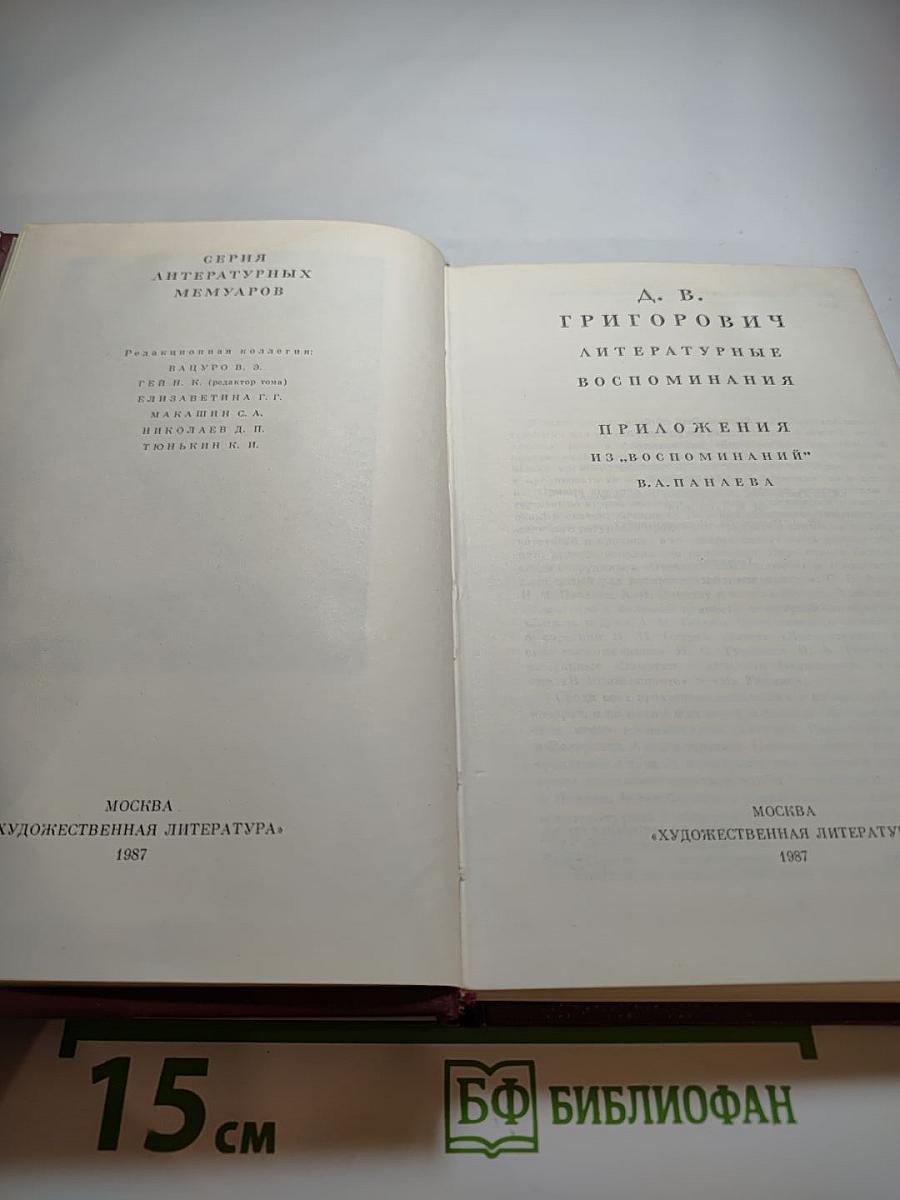 СЕРИЯ
ЛИТЕРАТУРНЫХ
МЕМУАРОВ
Редакционная коллегия:
ВАЦУРО В. Э.
ГЕЙ Н. К. (редактор тома)
ЕЛИЗАВЕТИНА Г. Г.
МАКАШИН С. А.
НИКОЛАЕВ Д. П.
ТЮНЬКИН К. И.
МОСКВА
ХУДОЖЕСТВЕННАЯ ЛИТЕРАТУРА»
1987
Д. В.
ГРИГОРОВИЧ
ЛИТЕРАТУРНЫЕ
ВОСПОМИНАНИЯ
ПРИЛОЖЕНИЯ
ИЗ „ВОСПОМИНАНИЙ"
В. А. ПАНАЕВА
МОСКВА
«ХУДОЖЕСТВЕННАЯ ЛИТЕРАТУ
1987
15 СМ
БФ БИБЛИОФАН